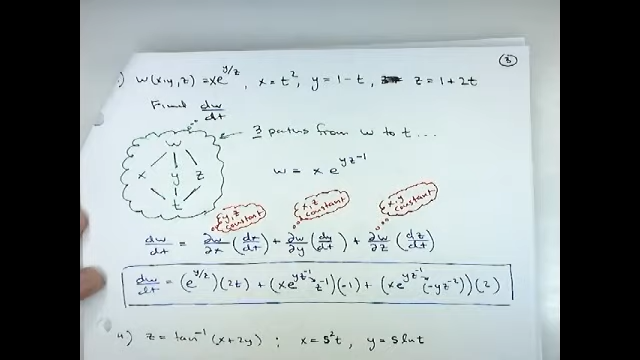 3
.) w(x,y,z) = xe^{y/z}, x = t², y = 1 - t, z = 1 + 2t
Find dw/dt
3 paths from w to t ...
w
x y z
t
w = x e^{yz⁻¹}
y, z constant
x, z constant
x, y constant
dw/dt = ∂w/∂x (dx/dt) + ∂w/∂y (dy/dt) + ∂w/∂z (dz/dt)
dw/dt = (e^{y/z})(2t) + (xe^{yz⁻¹} z⁻¹)(-1) + (xe^{yz⁻¹}(-yz⁻²))(2)
4) z = tan⁻¹(x+2y) : x = s²t, y = s ln t